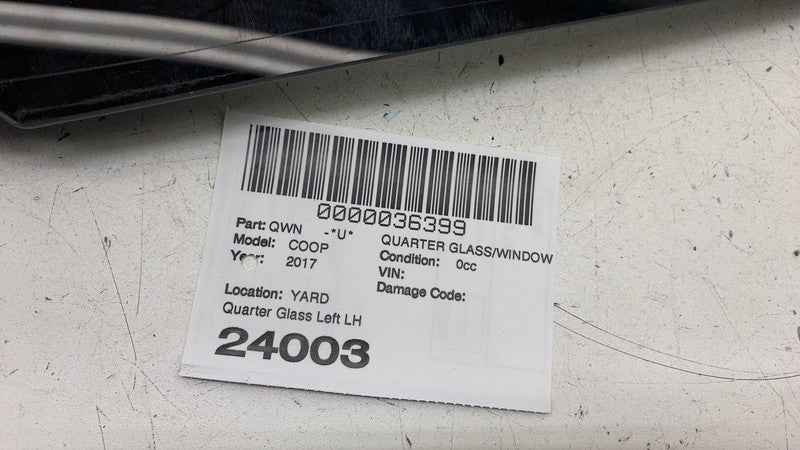 0000036399
Part: QWN -*U* QUARTER GLASS/WINDOW
Model: COOP Condition: 0cc
Year: 2017 VIN:
Damage Code:
Location: YARD
Quarter Glass Left LH
24003